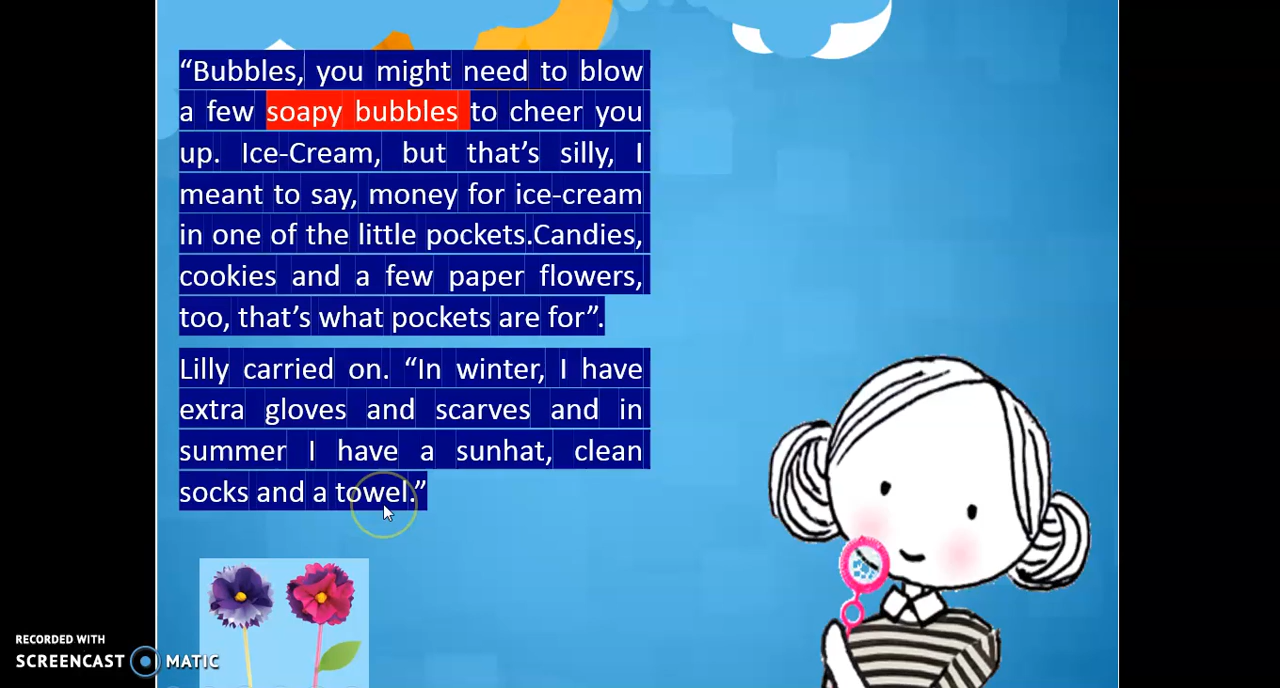 “Bubbles, you might need to blow
a few soapy bubbles to cheer you
up. Ice-Cream, but that’s silly, I
meant to say, money for ice-cream
in one of the little pockets.Candies,
cookies and a few paper flowers,
too, that’s what pockets are for”.
Lilly carried on. “In winter, I have
extra gloves and scarves and in
summer I have a sunhat, clean
socks and a towel.”
RECORDED WITH
SCREENCAST MATIC